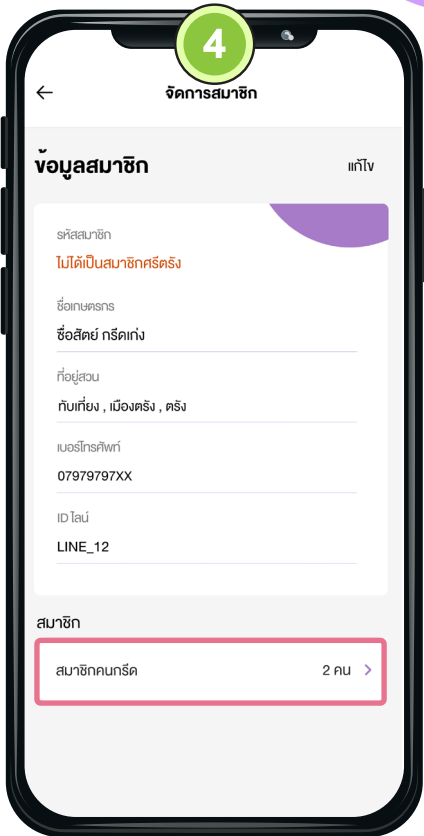 4
จัดการสมาชิก
ข้อมูลสมาชิก
แก้ไข
รหัสสมาชิก
ไม่ได้เป็นสมาชิกศรีตรัง
ชื่อเกษตรกร
ซื่อสัตย์ กรีดเก่ง
ที่อยู่สวน
ทับเที่ยง , เมืองตรัง , ตรัง
เบอร์โทรศัพท์
07979797XX
ID ไลน์
LINE_12
สมาชิก
สมาชิกคนกรีด 2 คน